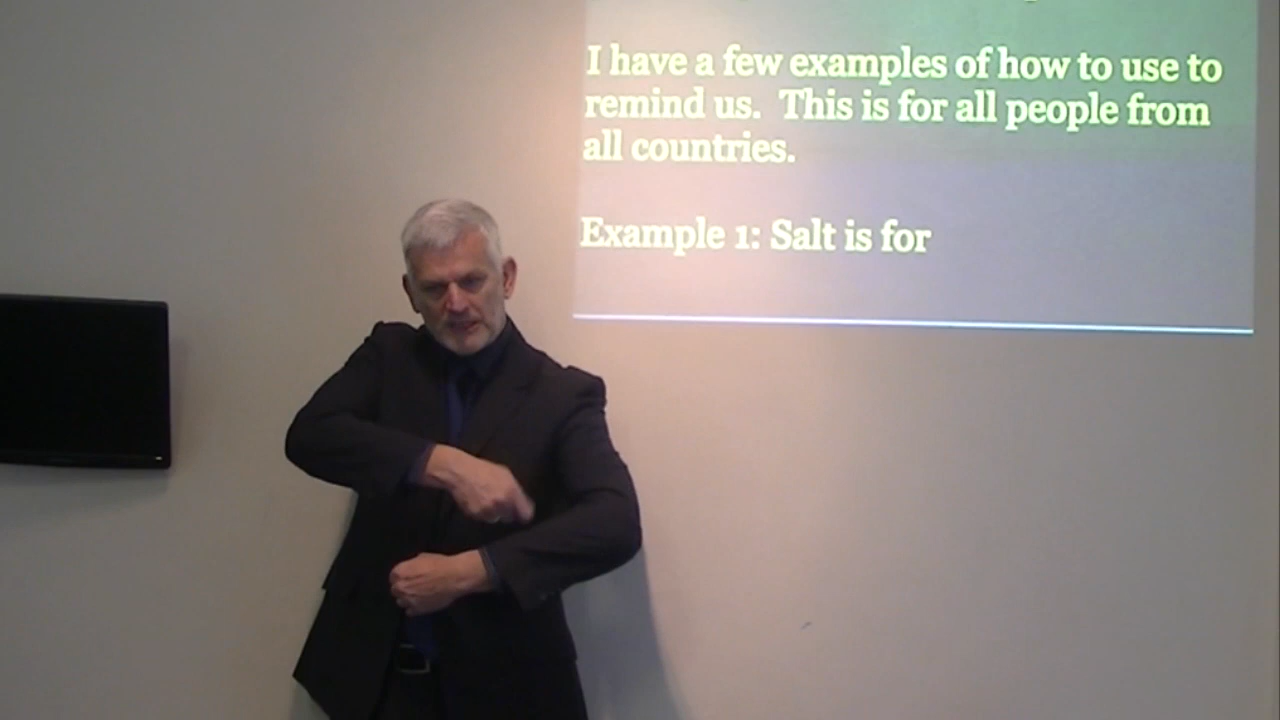 I have a few examples of how to use to
remind us. This is for all people from
all countries.
Example 1: Salt is for